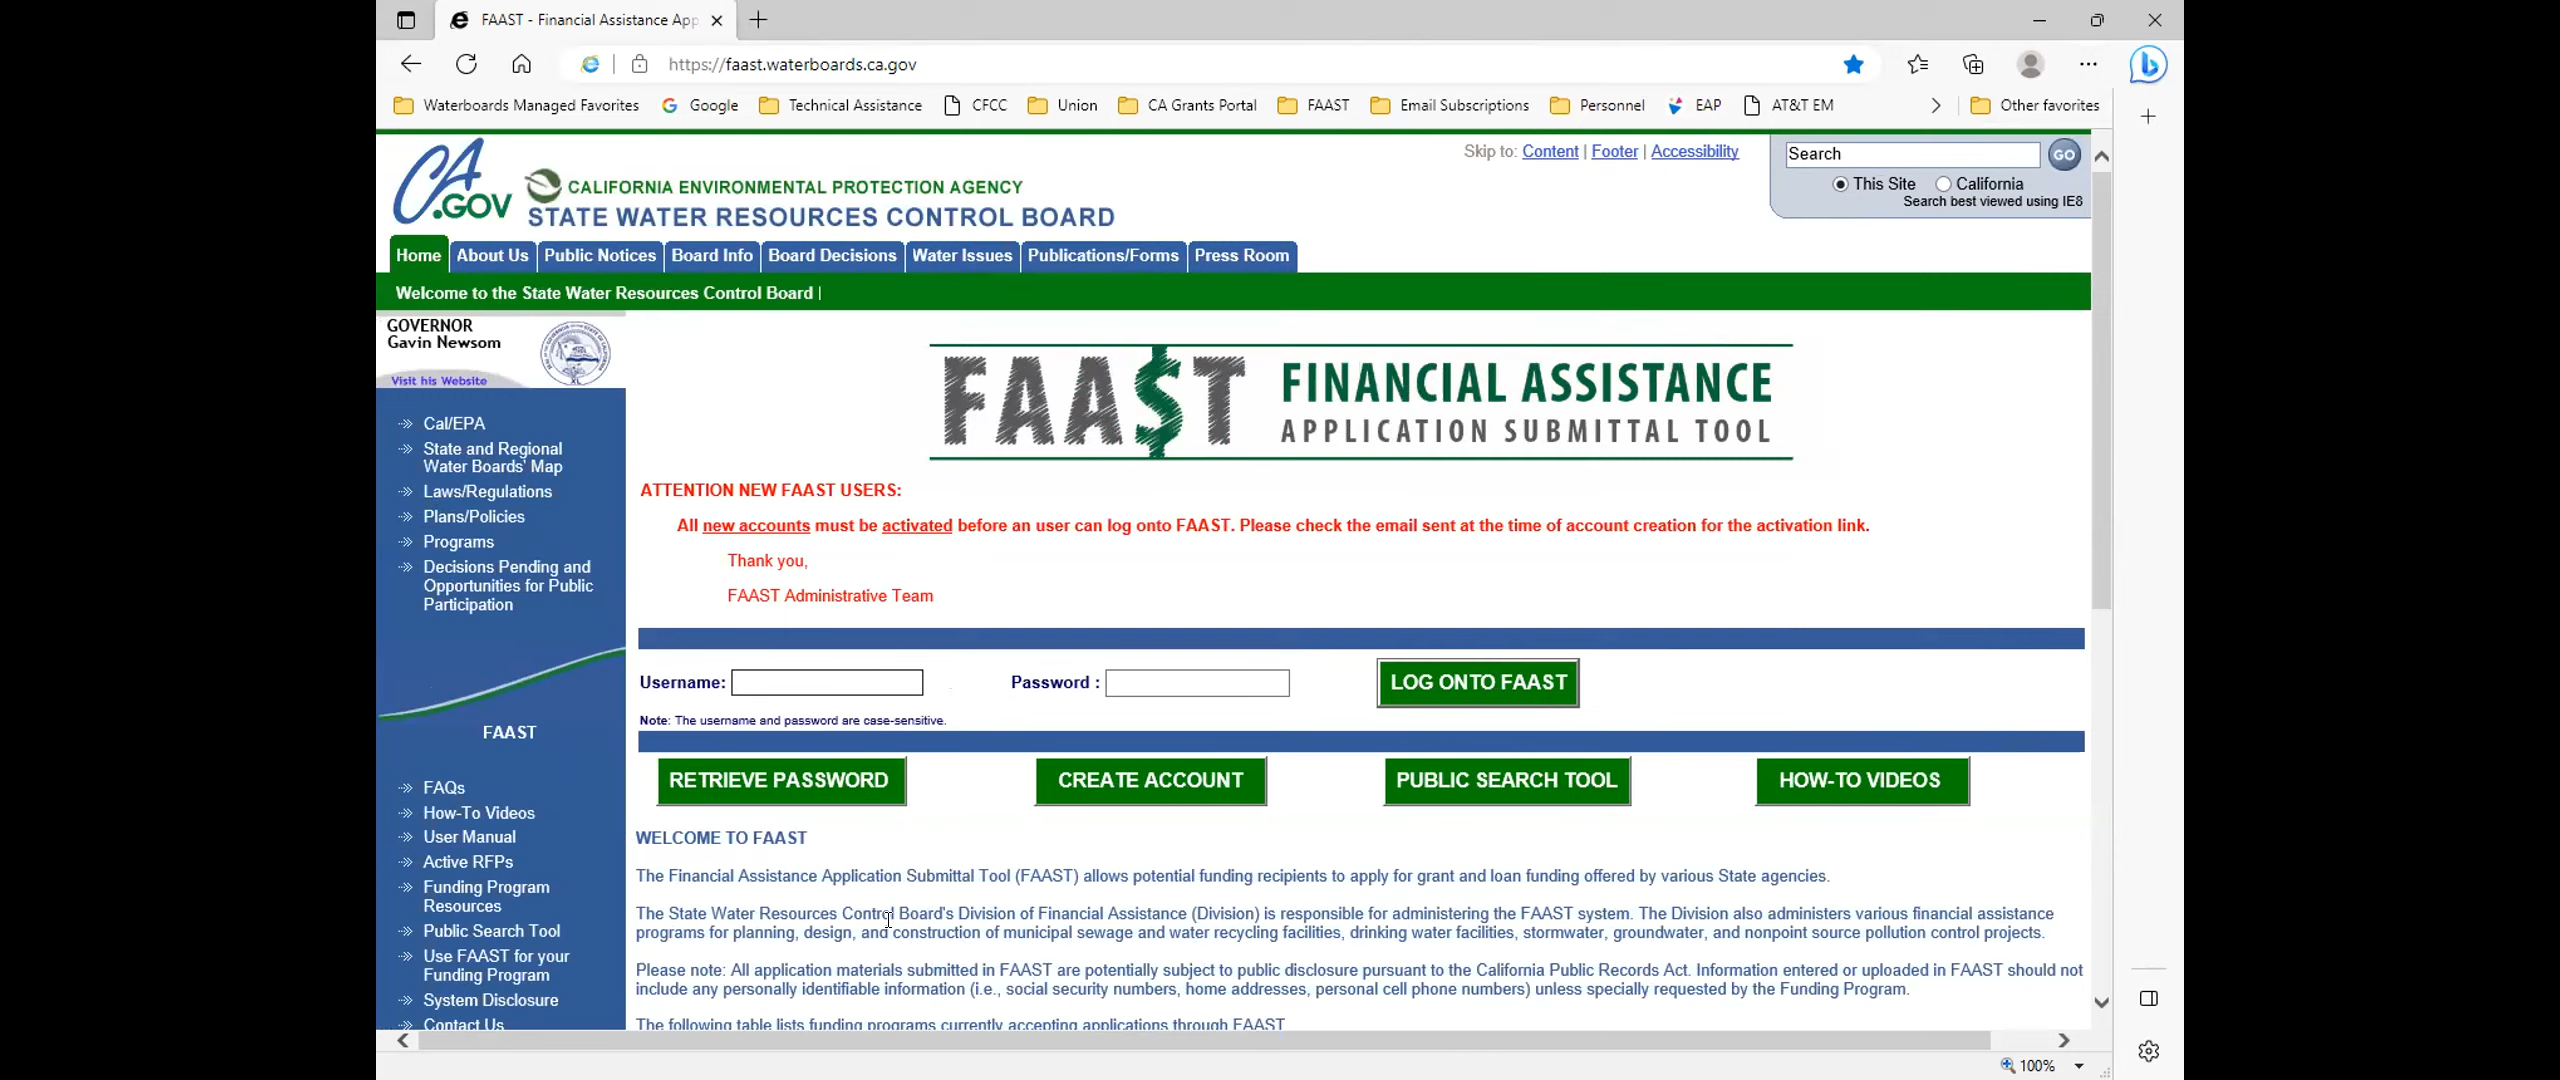 FAAST - Financial Assistance App
https://faast.waterboards.ca.gov
Waterboards Managed Favorites Google Technical Assistance CFCC Union CA Grants Portal FAAST Email Subscriptions Personnel EAP AT&T EM Other favorites
CA.GOV
CALIFORNIA ENVIRONMENTAL PROTECTION AGENCY
STATE WATER RESOURCES CONTROL BOARD
Skip to: Content | Footer | Accessibility
Search GO
This Site California
Search best viewed using IE8
Home About Us Public Notices Board Info Board Decisions Water Issues Publications/Forms Press Room
Welcome to the State Water Resources Control Board |
GOVERNOR
Gavin Newsom
Visit his Website
Cal/EPA
State and Regional
Water Boards' Map
Laws/Regulations
Plans/Policies
Programs
Decisions Pending and
Opportunities for Public
Participation
FAAST
FAQs
How-To Videos
User Manual
Active RFPs
Funding Program
Resources
Public Search Tool
Use FAAST for your
Funding Program
System Disclosure
Contact Us
FAA$T FINANCIAL ASSISTANCE
APPLICATION SUBMITTAL TOOL
ATTENTION NEW FAAST USERS:
All new accounts must be activated before an user can log onto FAAST. Please check the email sent at the time of account creation for the activation link.
Thank you,
FAAST Administrative Team
Username: Password : LOG ONTO FAAST
Note: The username and password are case-sensitive.
RETRIEVE PASSWORD CREATE ACCOUNT PUBLIC SEARCH TOOL HOW-TO VIDEOS
WELCOME TO FAAST
The Financial Assistance Application Submittal Tool (FAAST) allows potential funding recipients to apply for grant and loan funding offered by various State agencies.
The State Water Resources Control Board's Division of Financial Assistance (Division) is responsible for administering the FAAST system. The Division also administers various financial assistance
programs for planning, design, and construction of municipal sewage and water recycling facilities, drinking water facilities, stormwater, groundwater, and nonpoint source pollution control projects.
Please note: All application materials submitted in FAAST are potentially subject to public disclosure pursuant to the California Public Records Act. Information entered or uploaded in FAAST should not
include any personally identifiable information (i.e., social security numbers, home addresses, personal cell phone numbers) unless specially requested by the Funding Program.
The following table lists funding programs currently accepting applications through FAAST
100%